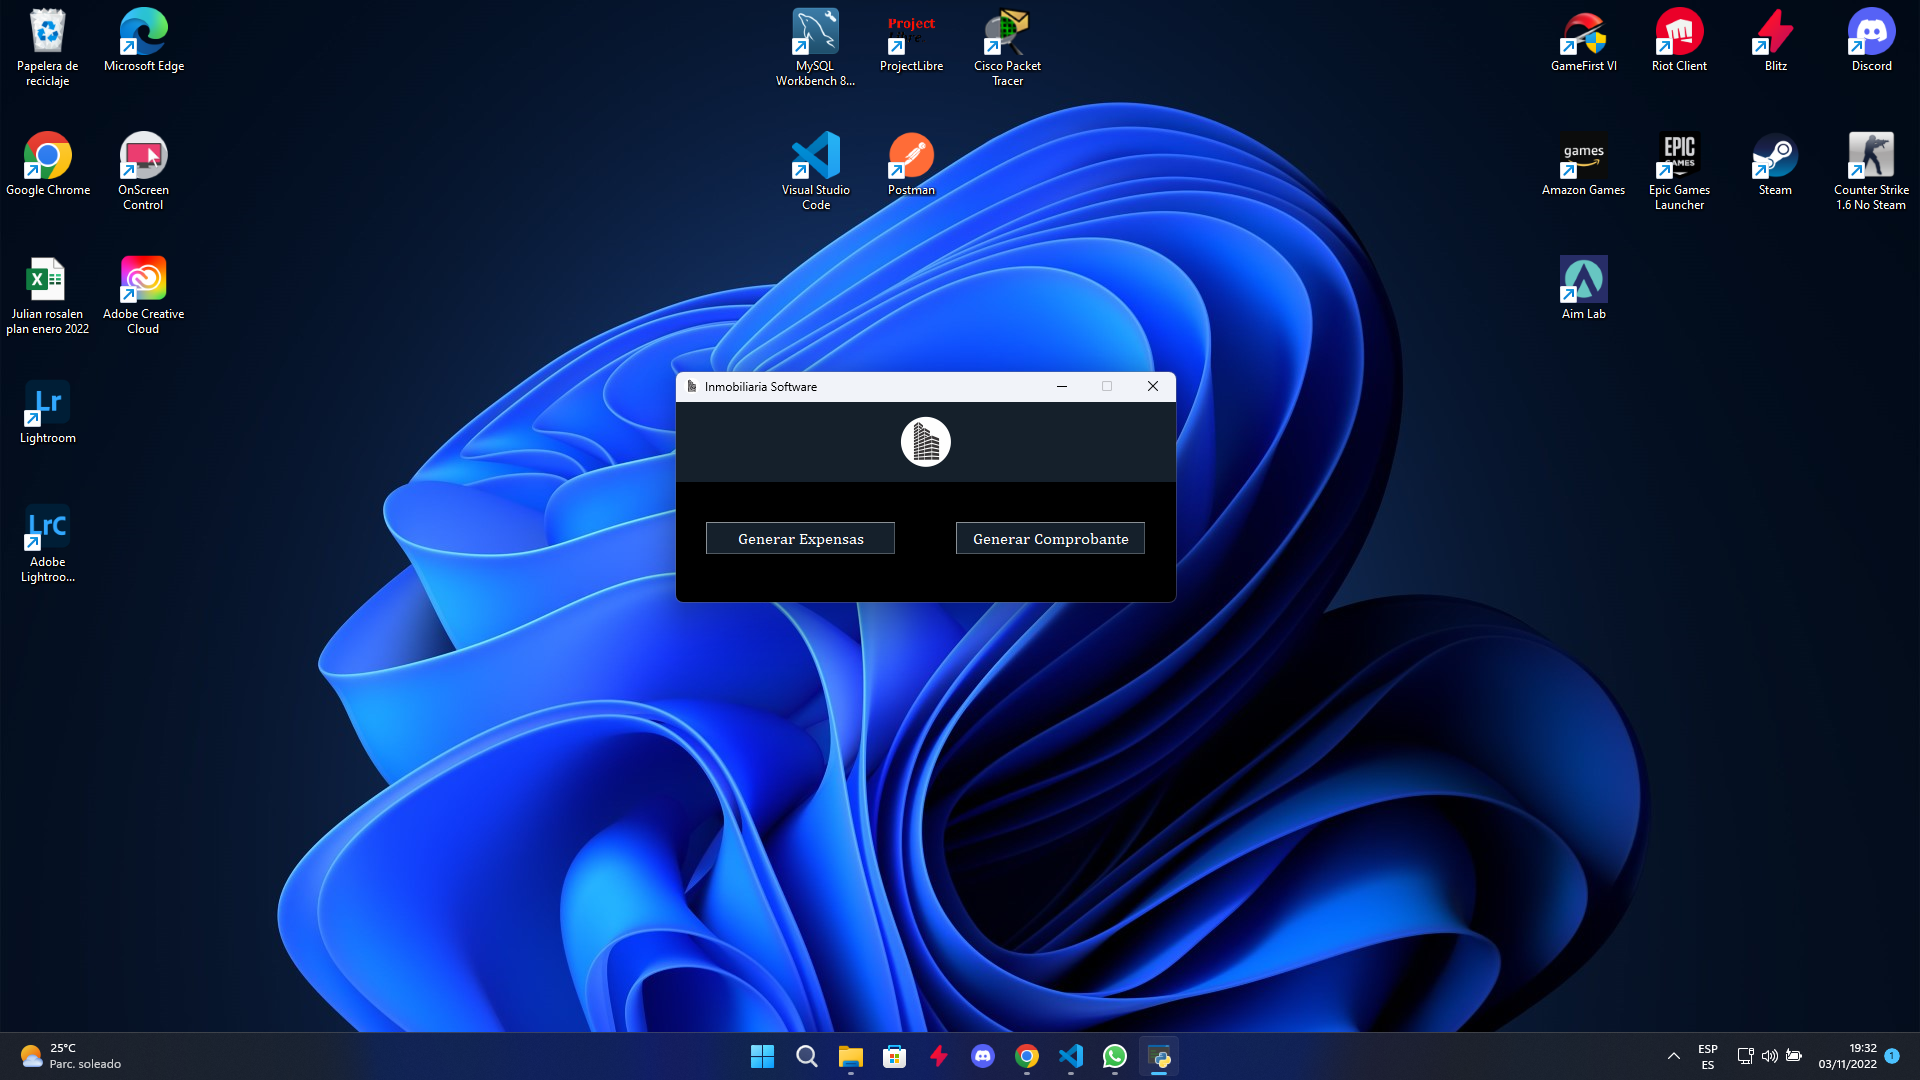 Papelera de
reciclaje
Microsoft Edge
MySQL
Workbench 8...
Project
ProjectLibre
Cisco Packet
Tracer
GameFirst VI
Riot Client
Blitz
Discord
Google Chrome
OnScreen
Control
Visual Studio
Code
Postman
games
Amazon Games
EPIC
GAMES
Epic Games
Launcher
Steam
Counter Strike
1.6 No Steam
Julian rosalen
plan enero 2022
Adobe Creative
Cloud
Aim Lab
Lr
Lightroom
LrC
Adobe
Lightroo...
Inmobiliaria Software
Generar Expensas
Generar Comprobante
25°C
Parc. soleado
ESP
ES
19:32
03/11/2022
1